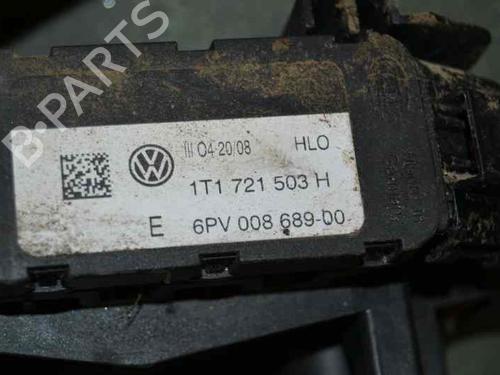 B-PARTS
III 04 20/08 HLO
1T1 721 503 H
E 6PV 008 689-00